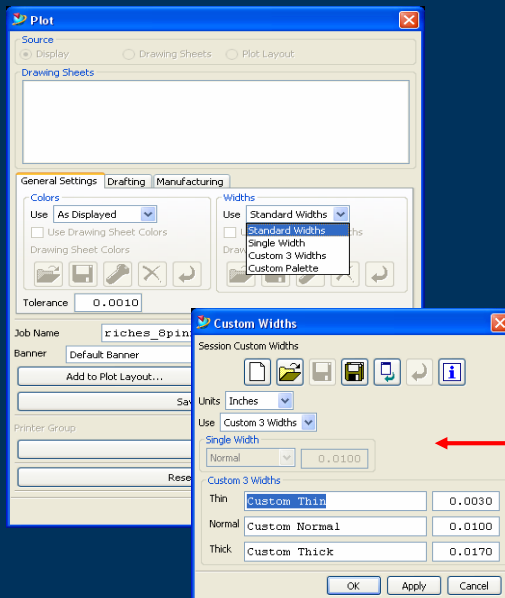 Plot
Source
Display Drawing Sheets Plot Layout
Drawing Sheets
General Settings Drafting Manufacturing
Colors
Use As Displayed
Use Drawing Sheet Colors
Drawing Sheet Colors
Tolerance 0.0010
Widths
Use Standard Widths
Standard Widths
Single Width
Custom 3 Widths
Custom Palette
Job Name riches_8pin
Banner Default Banner
Add to Plot Layout...
Sav
Printer Group
Rese
Custom Widths
Session Custom Widths
Units Inches
Use Custom 3 Widths
Single Width
Normal 0.0100
Custom 3 Widths
Thin Custom Thin 0.0030
Normal Custom Normal 0.0100
Thick Custom Thick 0.0170
OK Apply Cancel